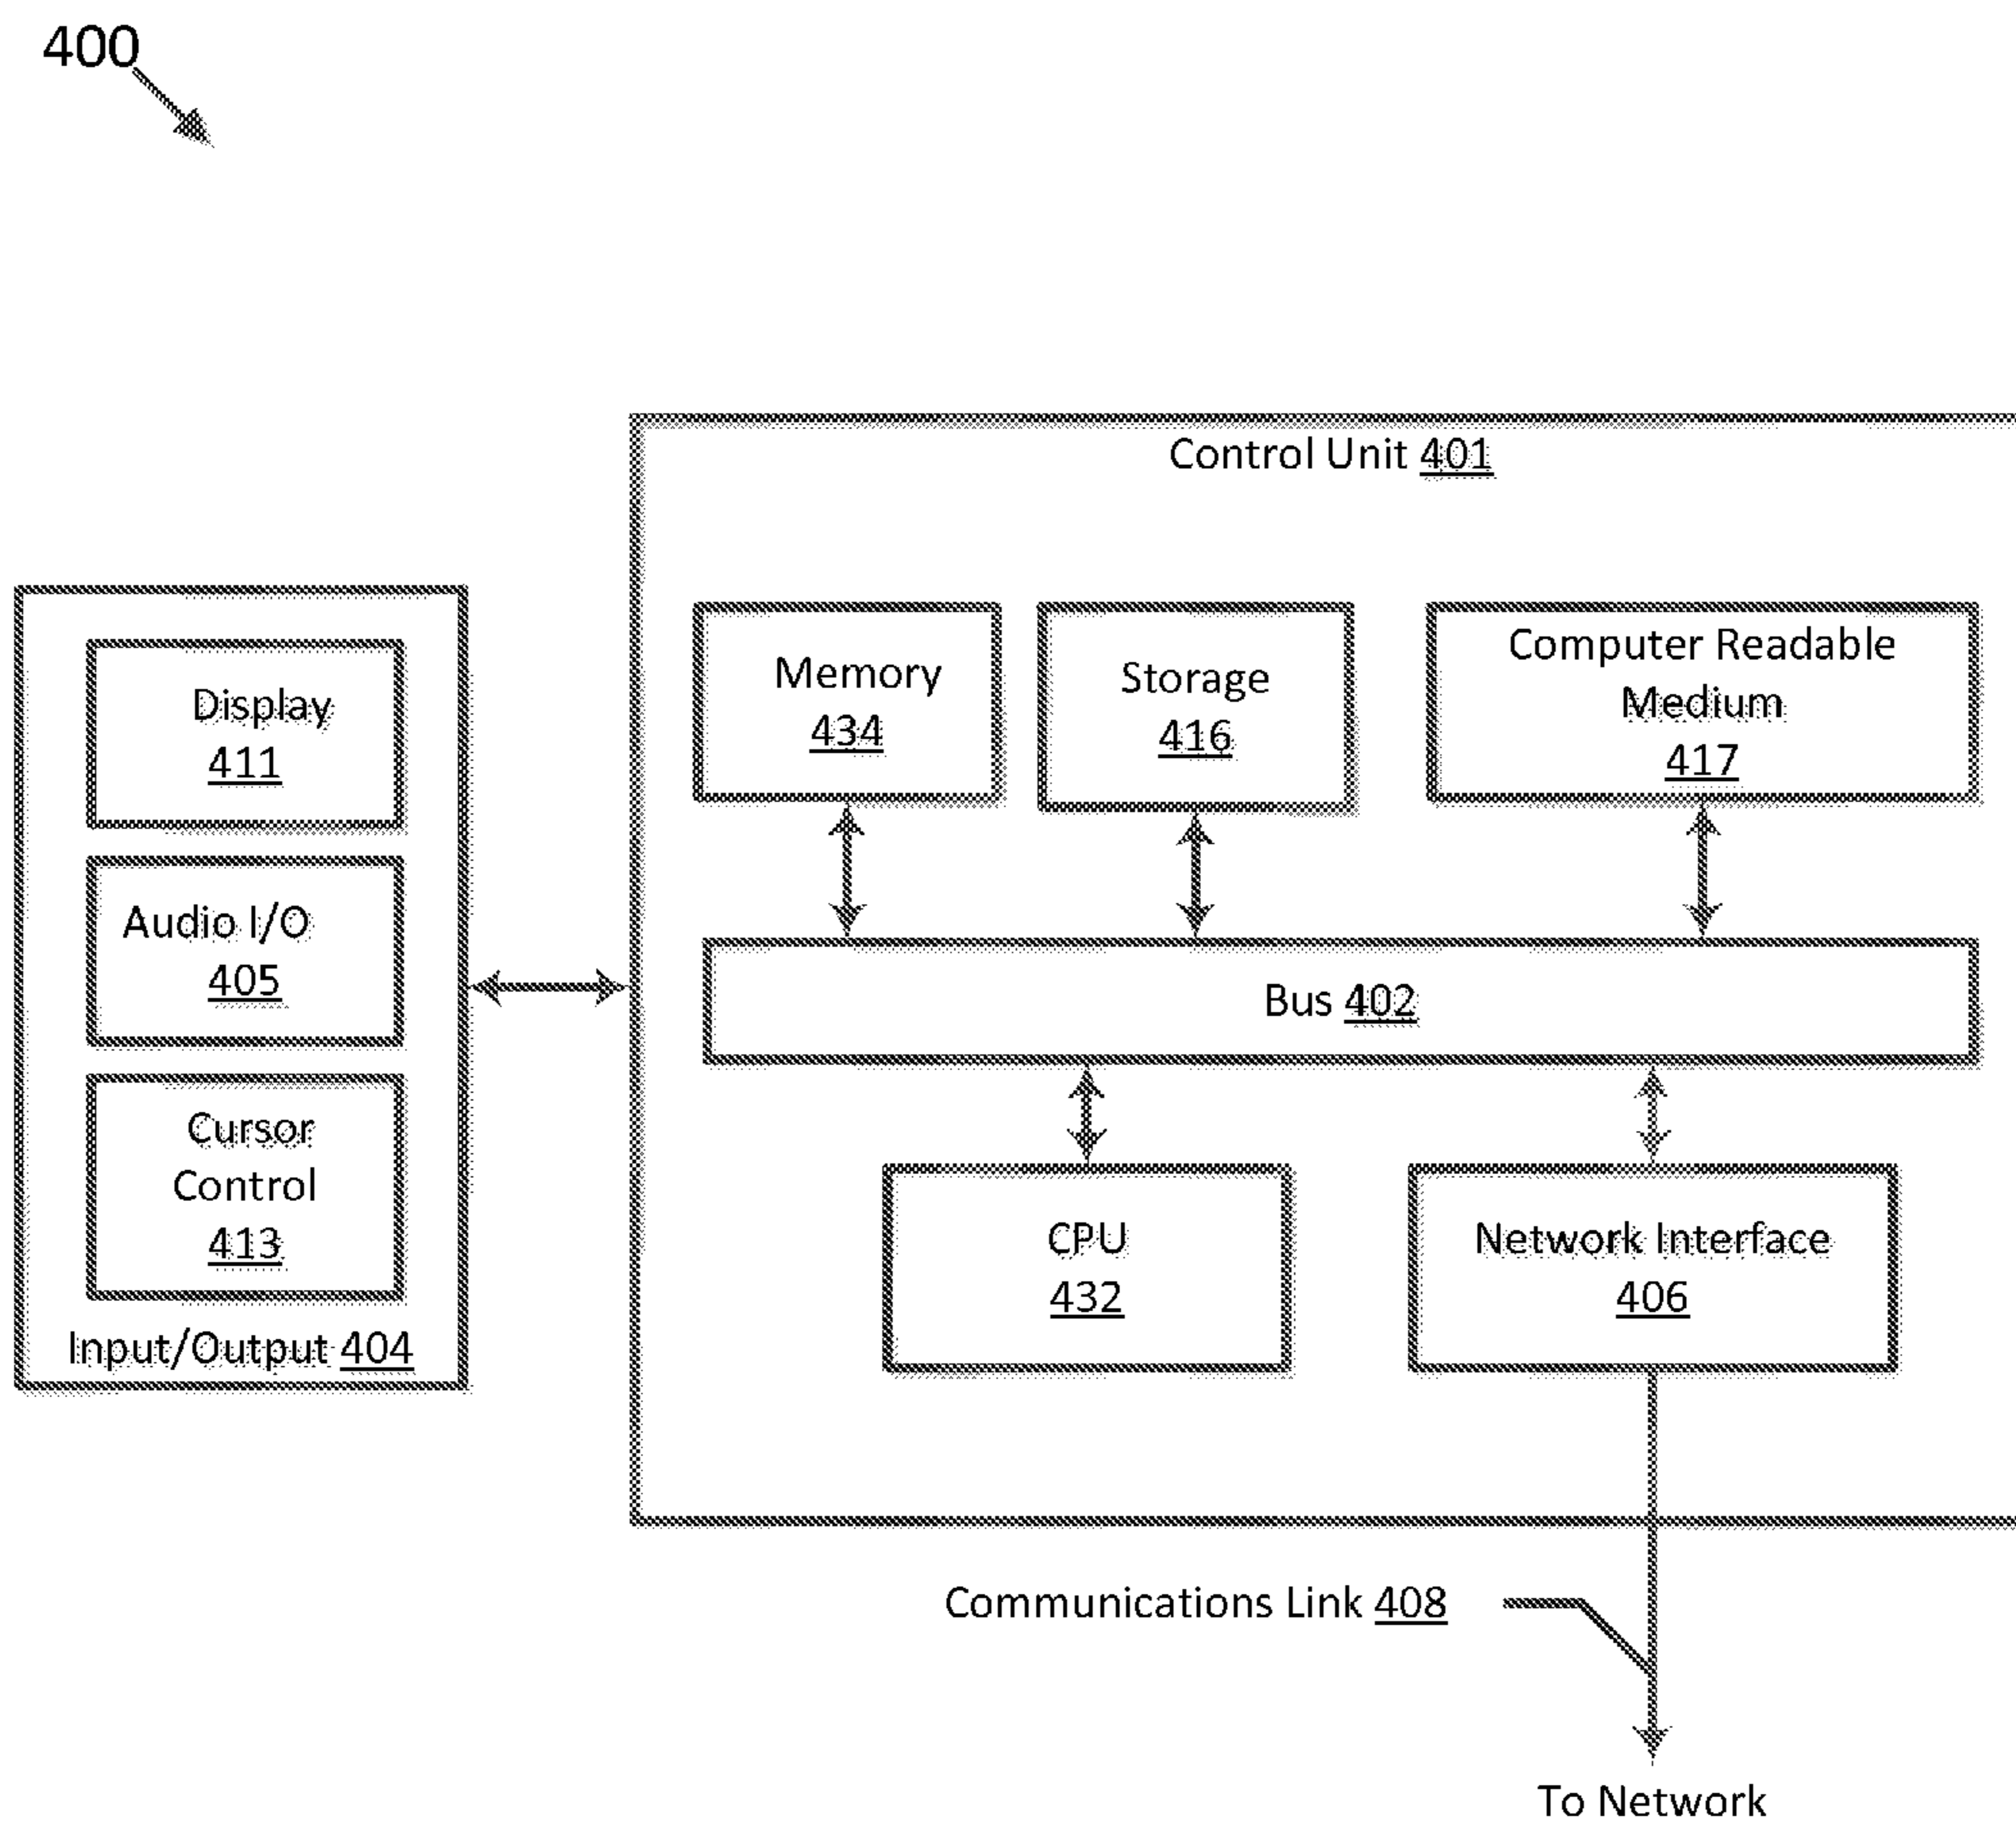 400
Control Unit 401
Display
411
Audio I/O
405
Cursor
Control
413
Input/Output 404
Memory
434
Storage
416
Computer Readable
Medium
417
Bus 402
CPU
432
Network Interface
406
Communications Link 408
To Network